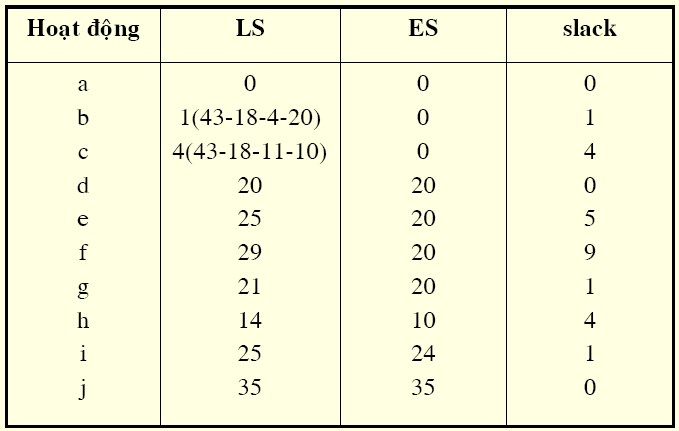 Hoạt động LS ES slack
a 0 0 0
b 1(43-18-4-20) 0 1
c 4(43-18-11-10) 0 4
d 20 20 0
e 25 20 5
f 29 20 9
g 21 20 1
h 14 10 4
i 25 24 1
j 35 35 0